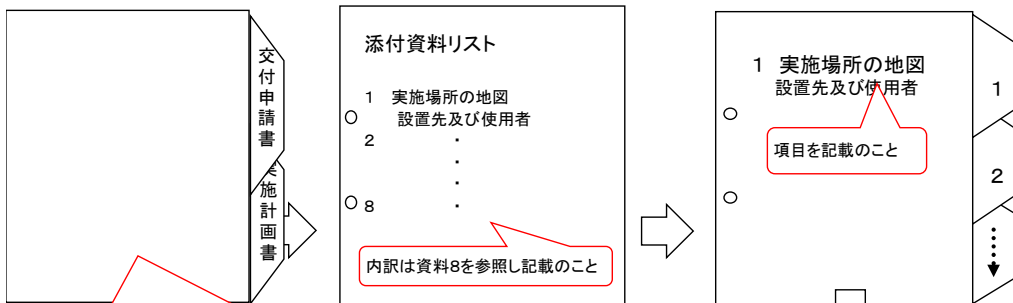 交付申請書
実施計画書
添付資料リスト
1　実施場所の地図
設置先及び使用者
2　・
・
・
8　・
内訳は資料8を参照し記載のこと
1　実施場所の地図
設置先及び使用者
項目を記載のこと
1
2